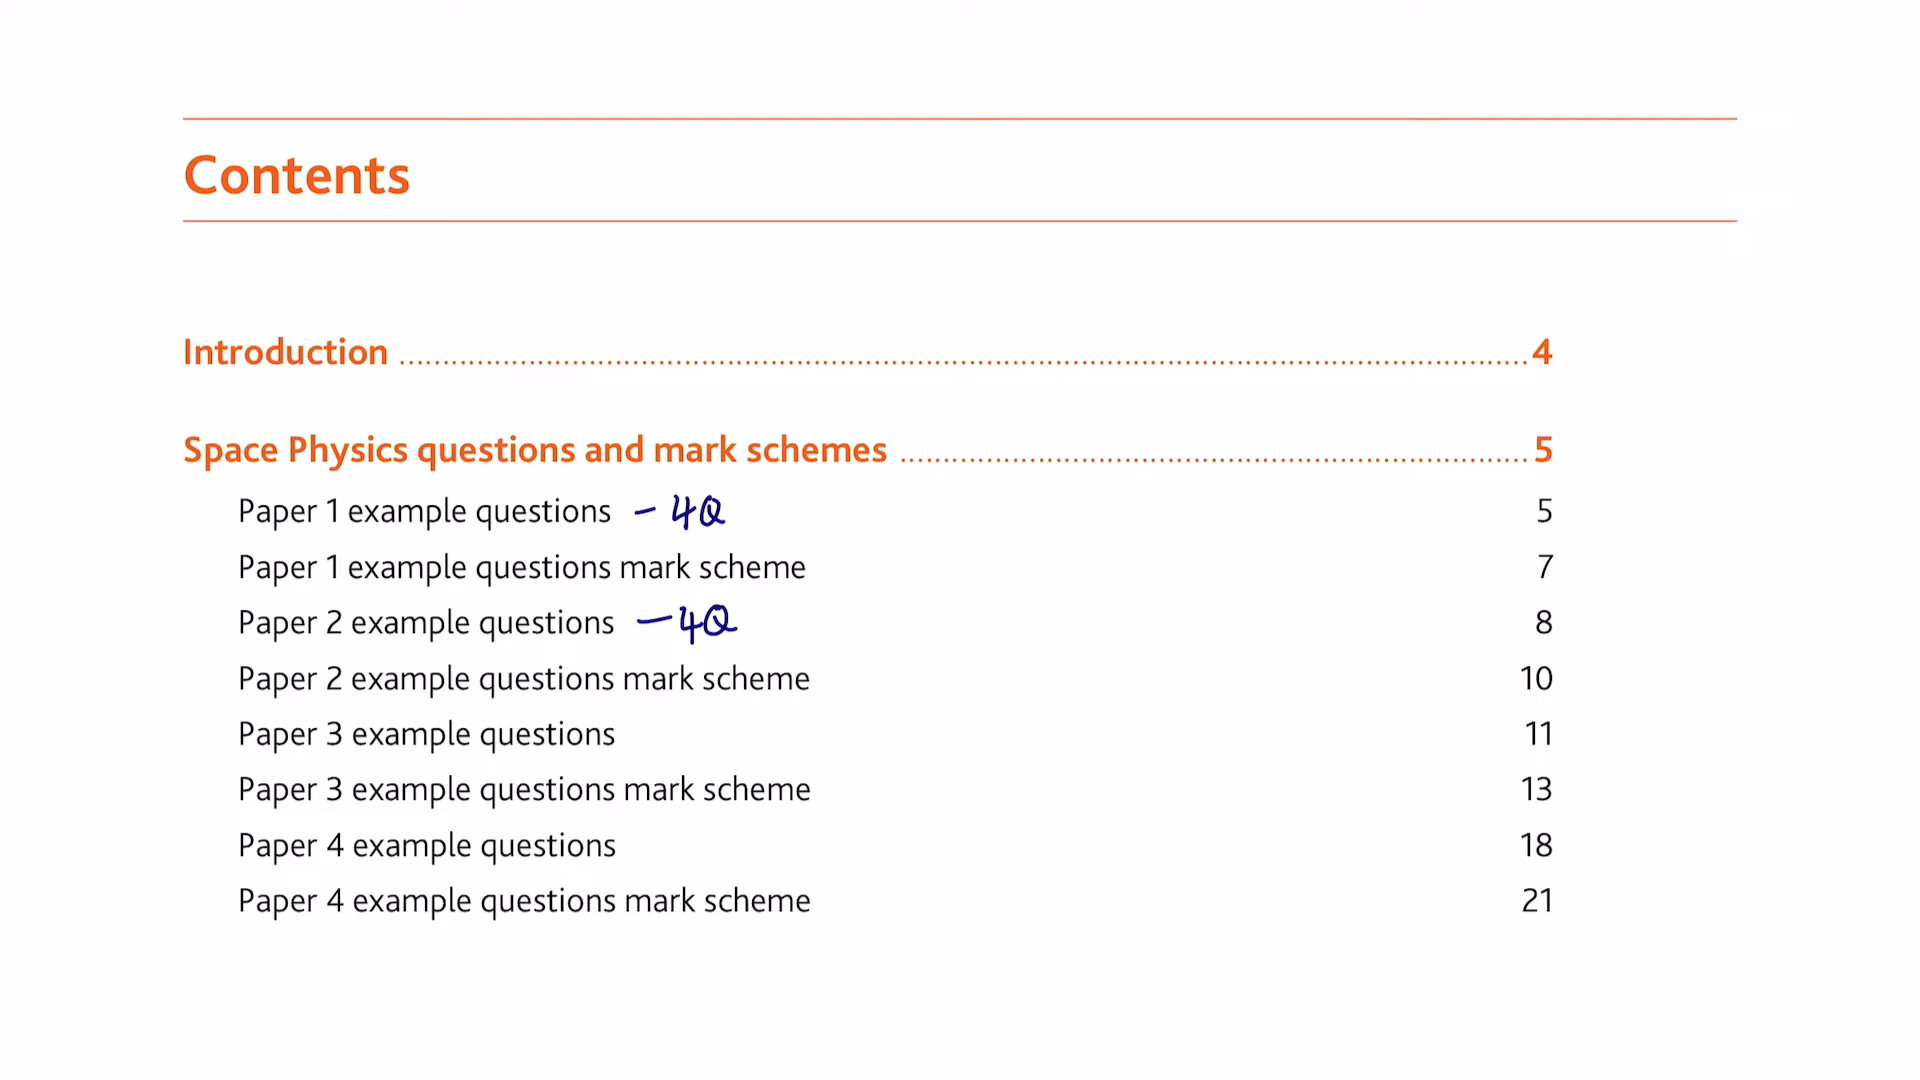 Contents
Introduction ........................................................................................................................................ 4
Space Physics questions and mark schemes ........................................................................... 5
Paper 1 example questions - 4Q 5
Paper 1 example questions mark scheme 7
Paper 2 example questions - 4Q 8
Paper 2 example questions mark scheme 10
Paper 3 example questions 11
Paper 3 example questions mark scheme 13
Paper 4 example questions 18
Paper 4 example questions mark scheme 21